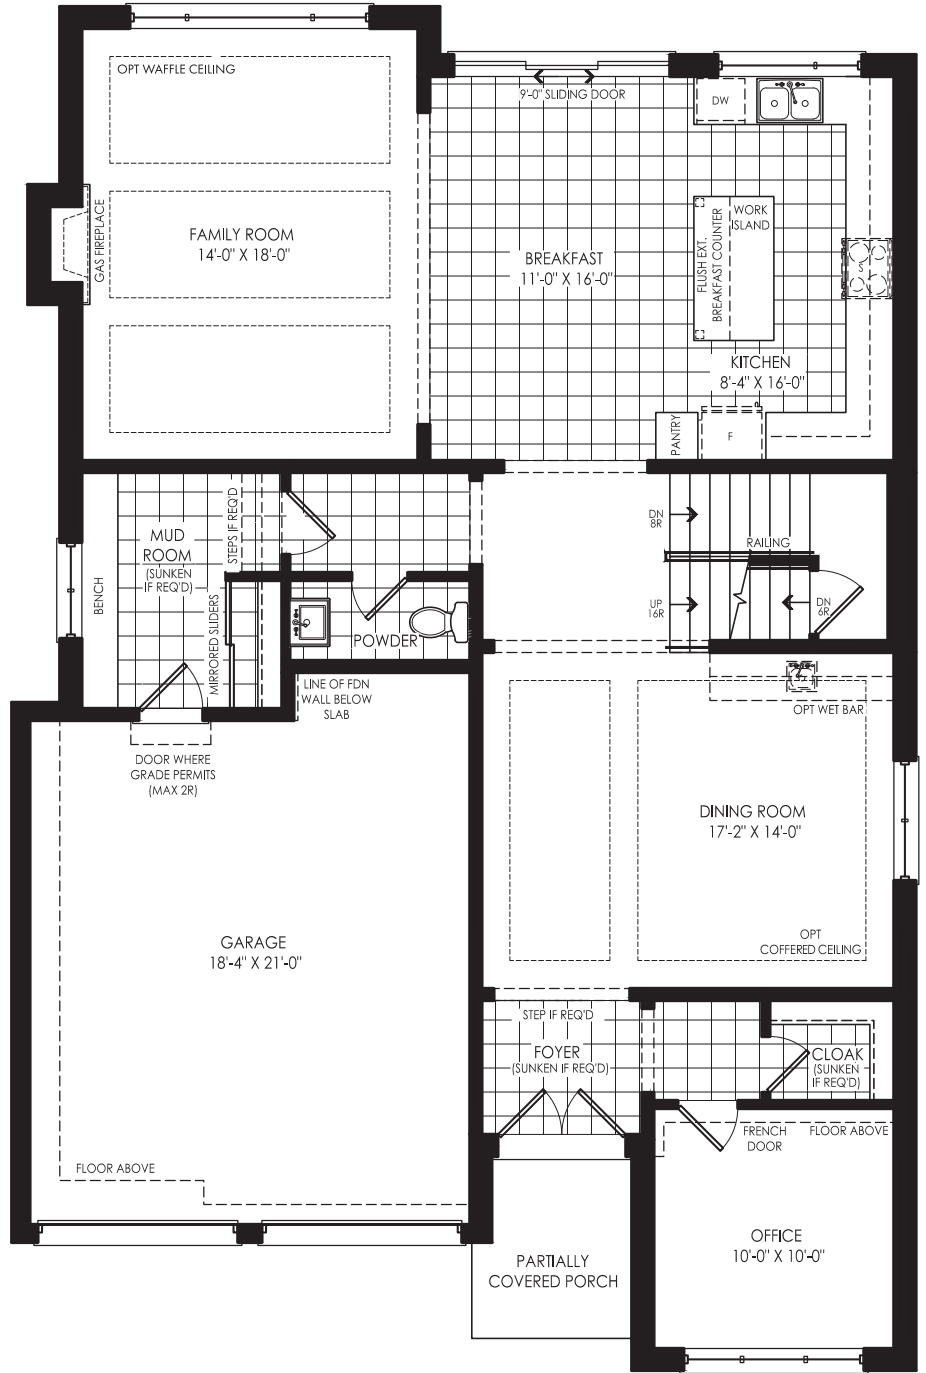 OPT WAFFLE CEILING
9'-0" SLIDING DOOR
DW
GAS FIREPLACE
FAMILY ROOM
14'-0" X 18'-0"
BREAKFAST
11'-0" X 16'-0"
WORK
ISLAND
FLUSH EXT.
BREAKFAST COUNTER
S
KITCHEN
8'-4" X 16'-0"
PANTRY
F
MUD
ROOM
(SUNKEN
IF REQ'D)
STEPS IF REQ'D
BENCH
MIRRORED SLIDERS
POWDER
DN
8R
RAILING
UP
16R
DN
6R
LINE OF FDN
WALL BELOW
SLAB
OPT WET BAR
DOOR WHERE
GRADE PERMITS
(MAX 2R)
DINING ROOM
17'-2" X 14'-0"
OPT
COFFERED CEILING
GARAGE
18'-4" X 21'-0"
STEP IF REQ'D
FOYER
(SUNKEN IF REQ'D)
CLOAK
(SUNKEN
IF REQ'D)
FRENCH
DOOR
FLOOR ABOVE
FLOOR ABOVE
OFFICE
10'-0" X 10'-0"
PARTIALLY
COVERED PORCH